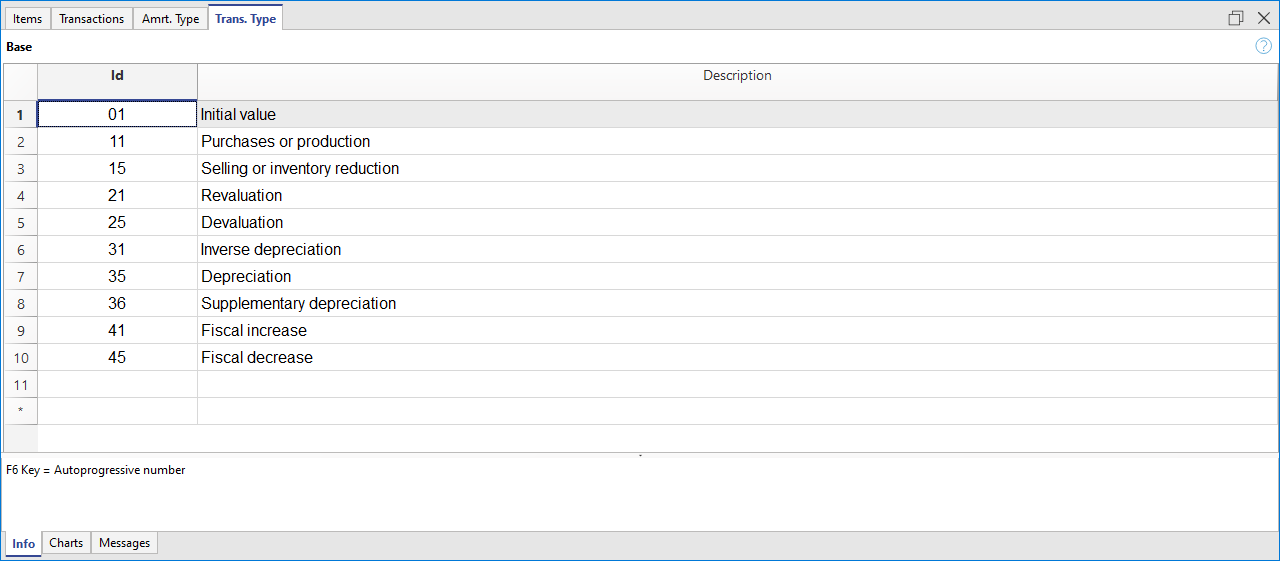 Items Transactions Amrt. Type Trans. Type
Base ?
Id Description
1 01 Initial value
2 11 Purchases or production
3 15 Selling or inventory reduction
4 21 Revaluation
5 25 Devaluation
6 31 Inverse depreciation
7 35 Depreciation
8 36 Supplementary depreciation
9 41 Fiscal increase
10 45 Fiscal decrease
11
*
F6 Key = Autoprogressive number
Info Charts Messages